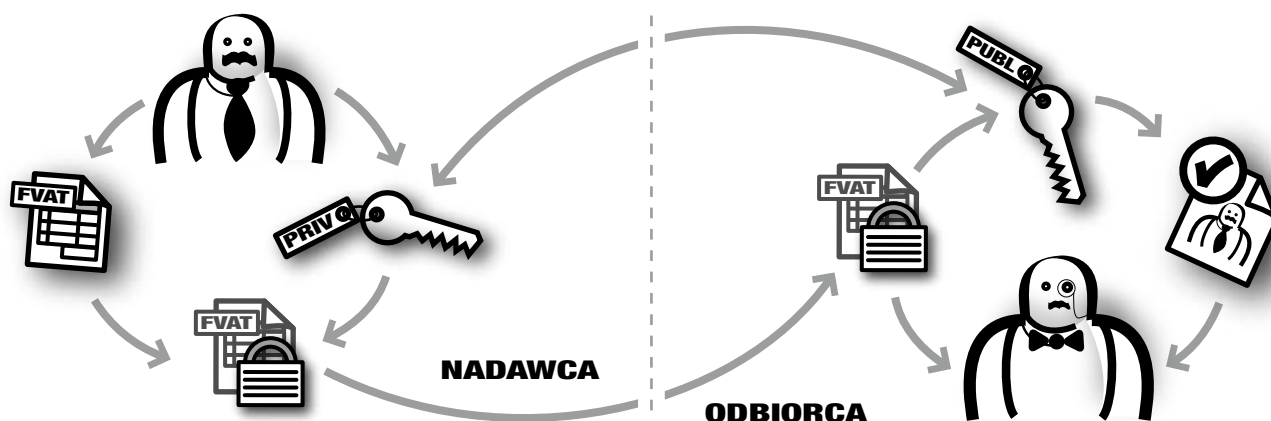 PUBL
FVAT
FVAT
PRIV
FVAT
NADAWCA
ODBIORCA